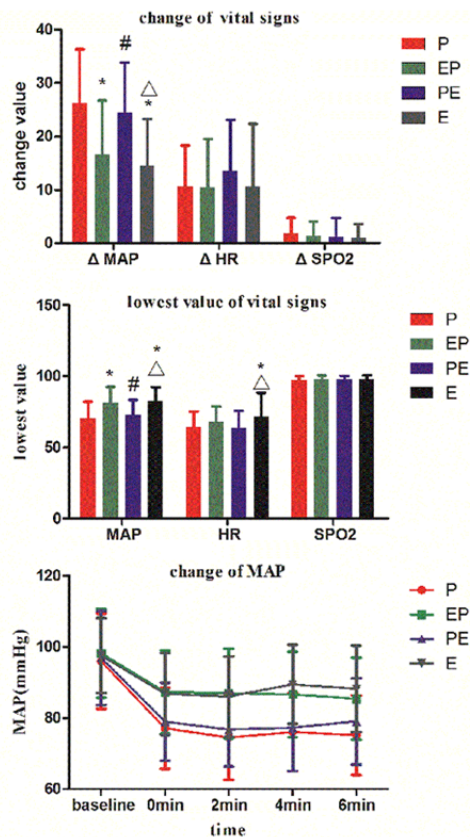 change of vital signs
P
EP
PE
E
change value
40
30
20
10
0
* # △ *
Δ MAP Δ HR Δ SPO2
lowest value of vital signs
P
EP
PE
E
lowest value
150
100
50
0
* # * △ * △
MAP HR SPO2
change of MAP
P
EP
PE
E
MAP(mmHg)
120
100
80
60
baseline 0min 2min 4min 6min
time